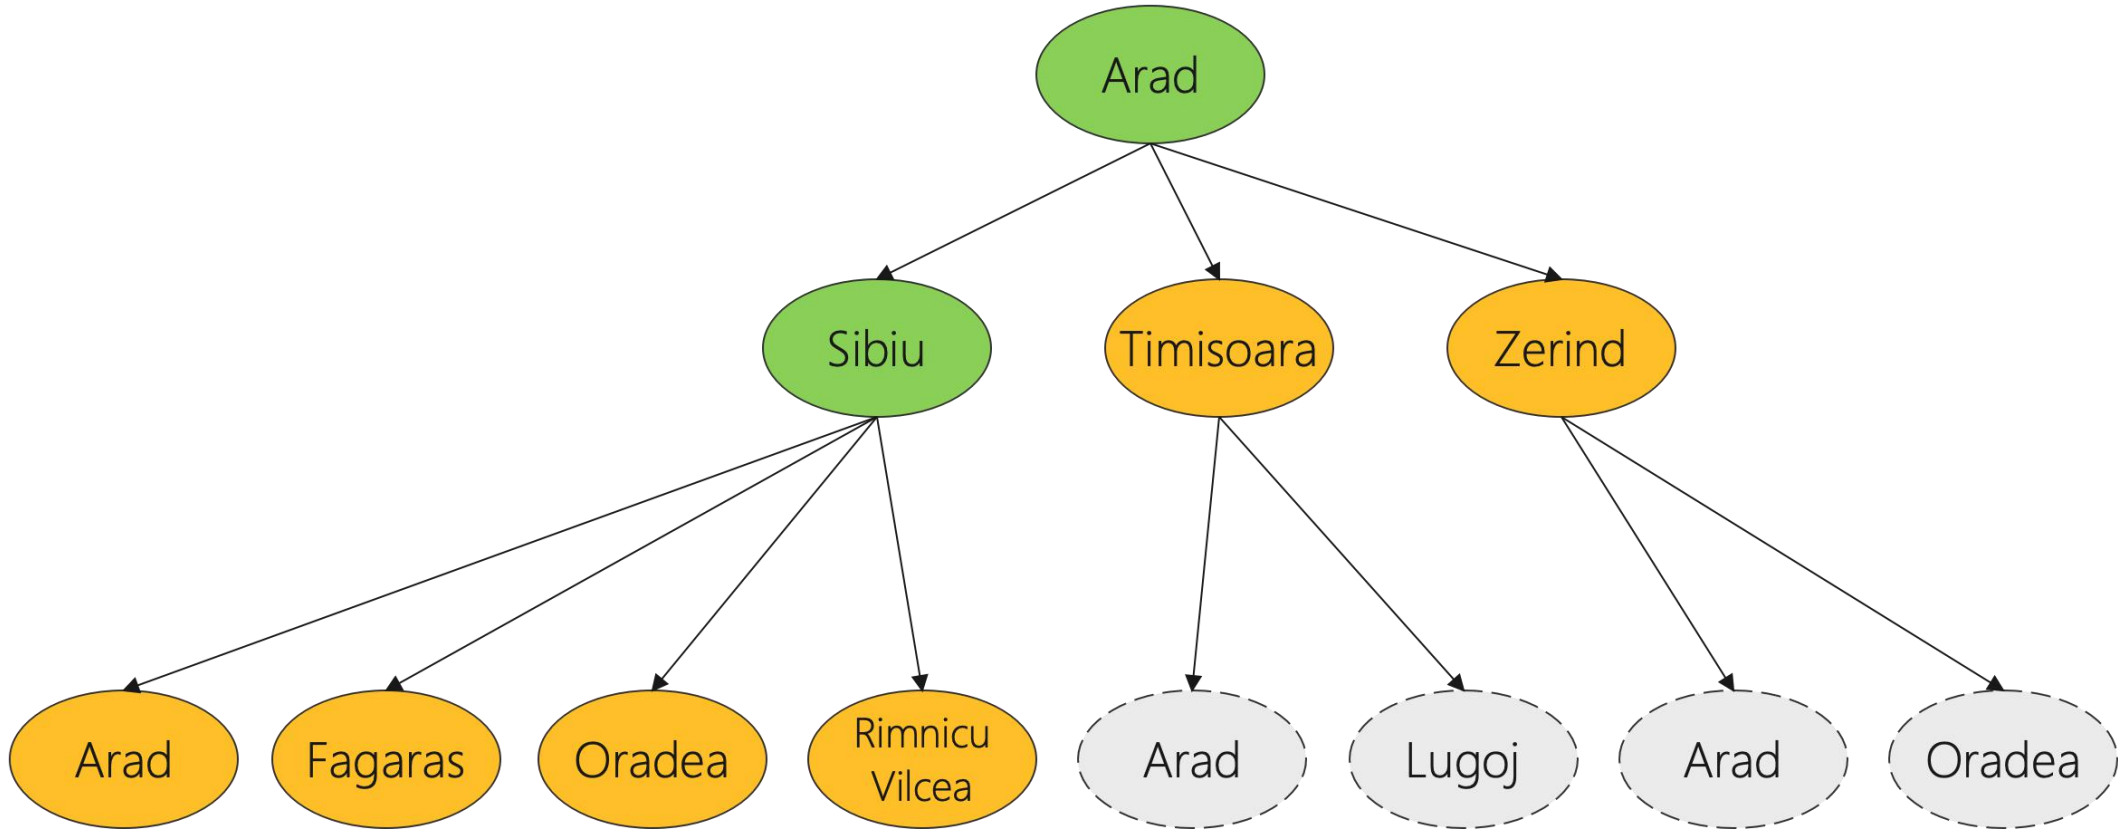 Arad
Sibiu
Timisoara
Zerind
Arad
Fagaras
Oradea
Rimnicu
Vilcea
Arad
Lugoj
Arad
Oradea